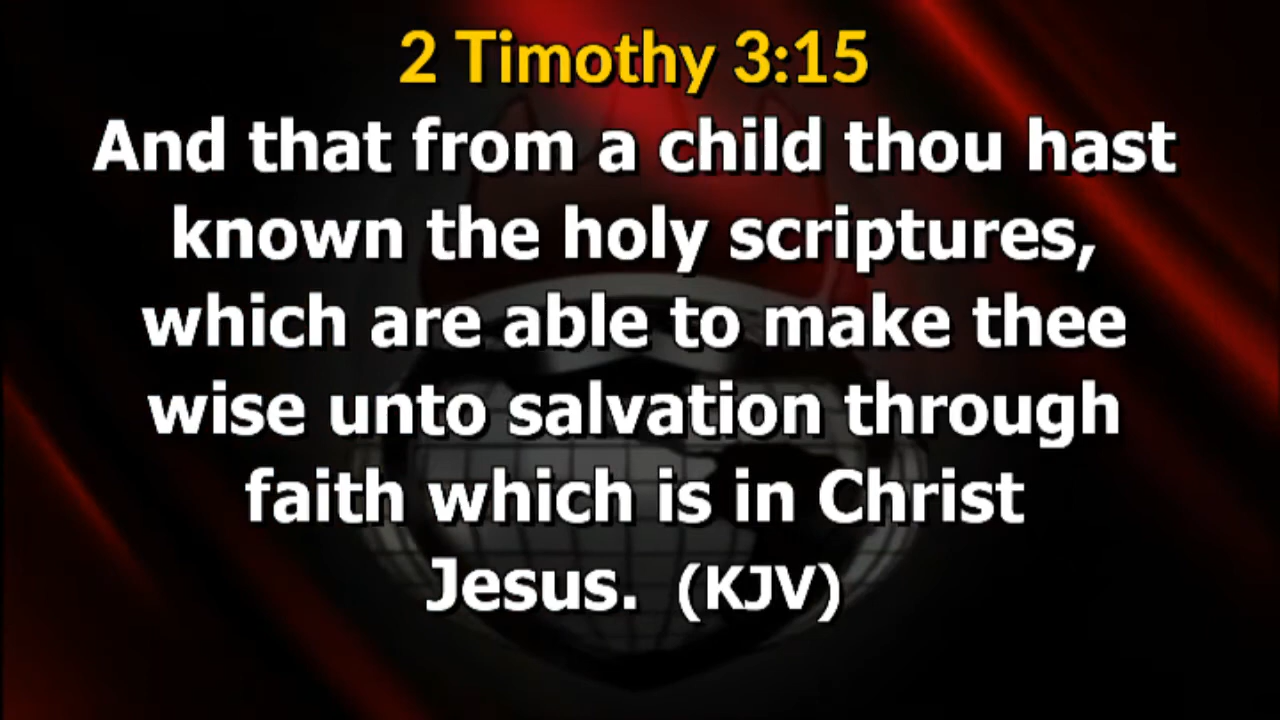 2 Timothy 3:15
And that from a child thou hast
known the holy scriptures,
which are able to make thee
wise unto salvation through
faith which is in Christ
Jesus. (KJV)